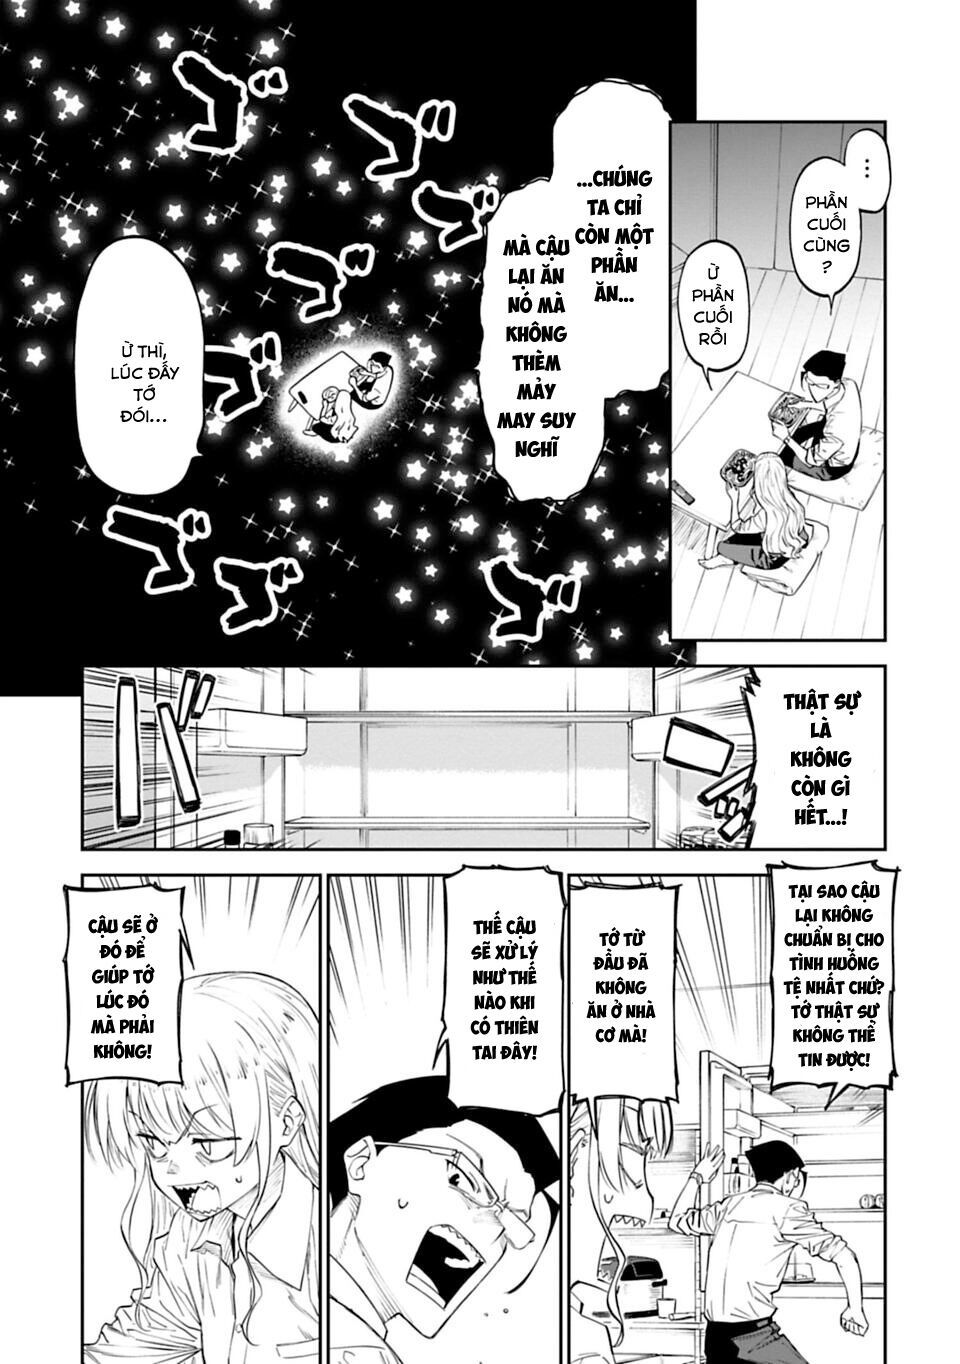 ...
PHẦN
CUỐI
CÙNG
?
Ừ
PHẦN
CUỐI
RỒI
...CHÚNG
TA CHỈ
CÒN MỘT
PHẦN
ĂN...
MÀ CẬU
LẠI ĂN
NÓ MÀ
KHÔNG
THÈM
MẢY
MAY SUY
NGHĨ
Ừ THÌ,
LÚC ĐẤY
TỚ
ĐÓI...
THẬT SỰ
LÀ
KHÔNG
CÒN GÌ
HẾT...!
TẠI SAO CẬU
LẠI KHÔNG
CHUẨN BỊ CHO
TÌNH HUỐNG
TỆ NHẤT CHỨ?
TỚ THẬT SỰ
KHÔNG THỂ
TIN ĐƯỢC!
TỚ TỪ
ĐẦU ĐÃ
KHÔNG
ĂN Ở NHÀ
CƠ MÀ!
THẾ CẬU
SẼ XỬ LÝ
NHƯ THẾ
NÀO KHI
CÓ THIÊN
TAI ĐÂY!
CẬU SẼ Ở
ĐÓ ĐỂ
GIÚP TỚ
LÚC ĐÓ
MÀ PHẢI
KHÔNG!